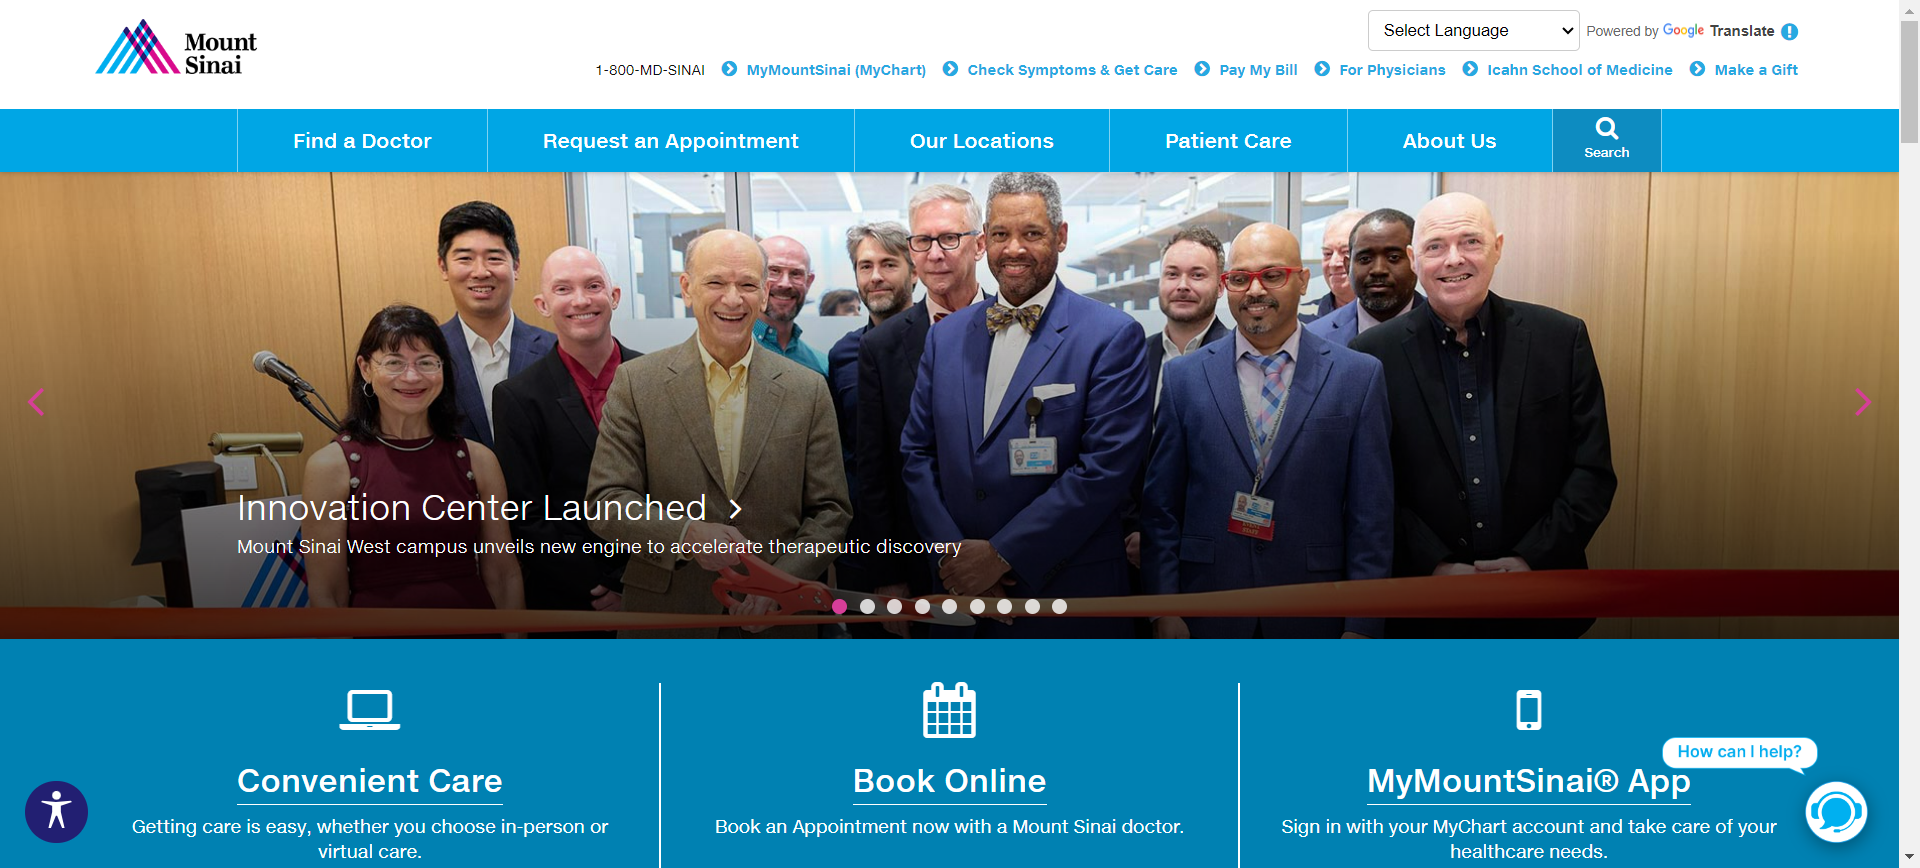 Mount
Sinai
Select Language
Powered by Google Translate
1-800-MD-SINAI
MyMountSinai (MyChart)
Check Symptoms & Get Care
Pay My Bill
For Physicians
Icahn School of Medicine
Make a Gift
Find a Doctor
Request an Appointment
Our Locations
Patient Care
About Us
Search
Innovation Center Launched
Mount Sinai West campus unveils new engine to accelerate therapeutic discovery
Convenient Care
Getting care is easy, whether you choose in-person or
virtual care.
Book Online
Book an Appointment now with a Mount Sinai doctor.
MyMountSinai® App
Sign in with your MyChart account and take care of your
healthcare needs.
How can I help?